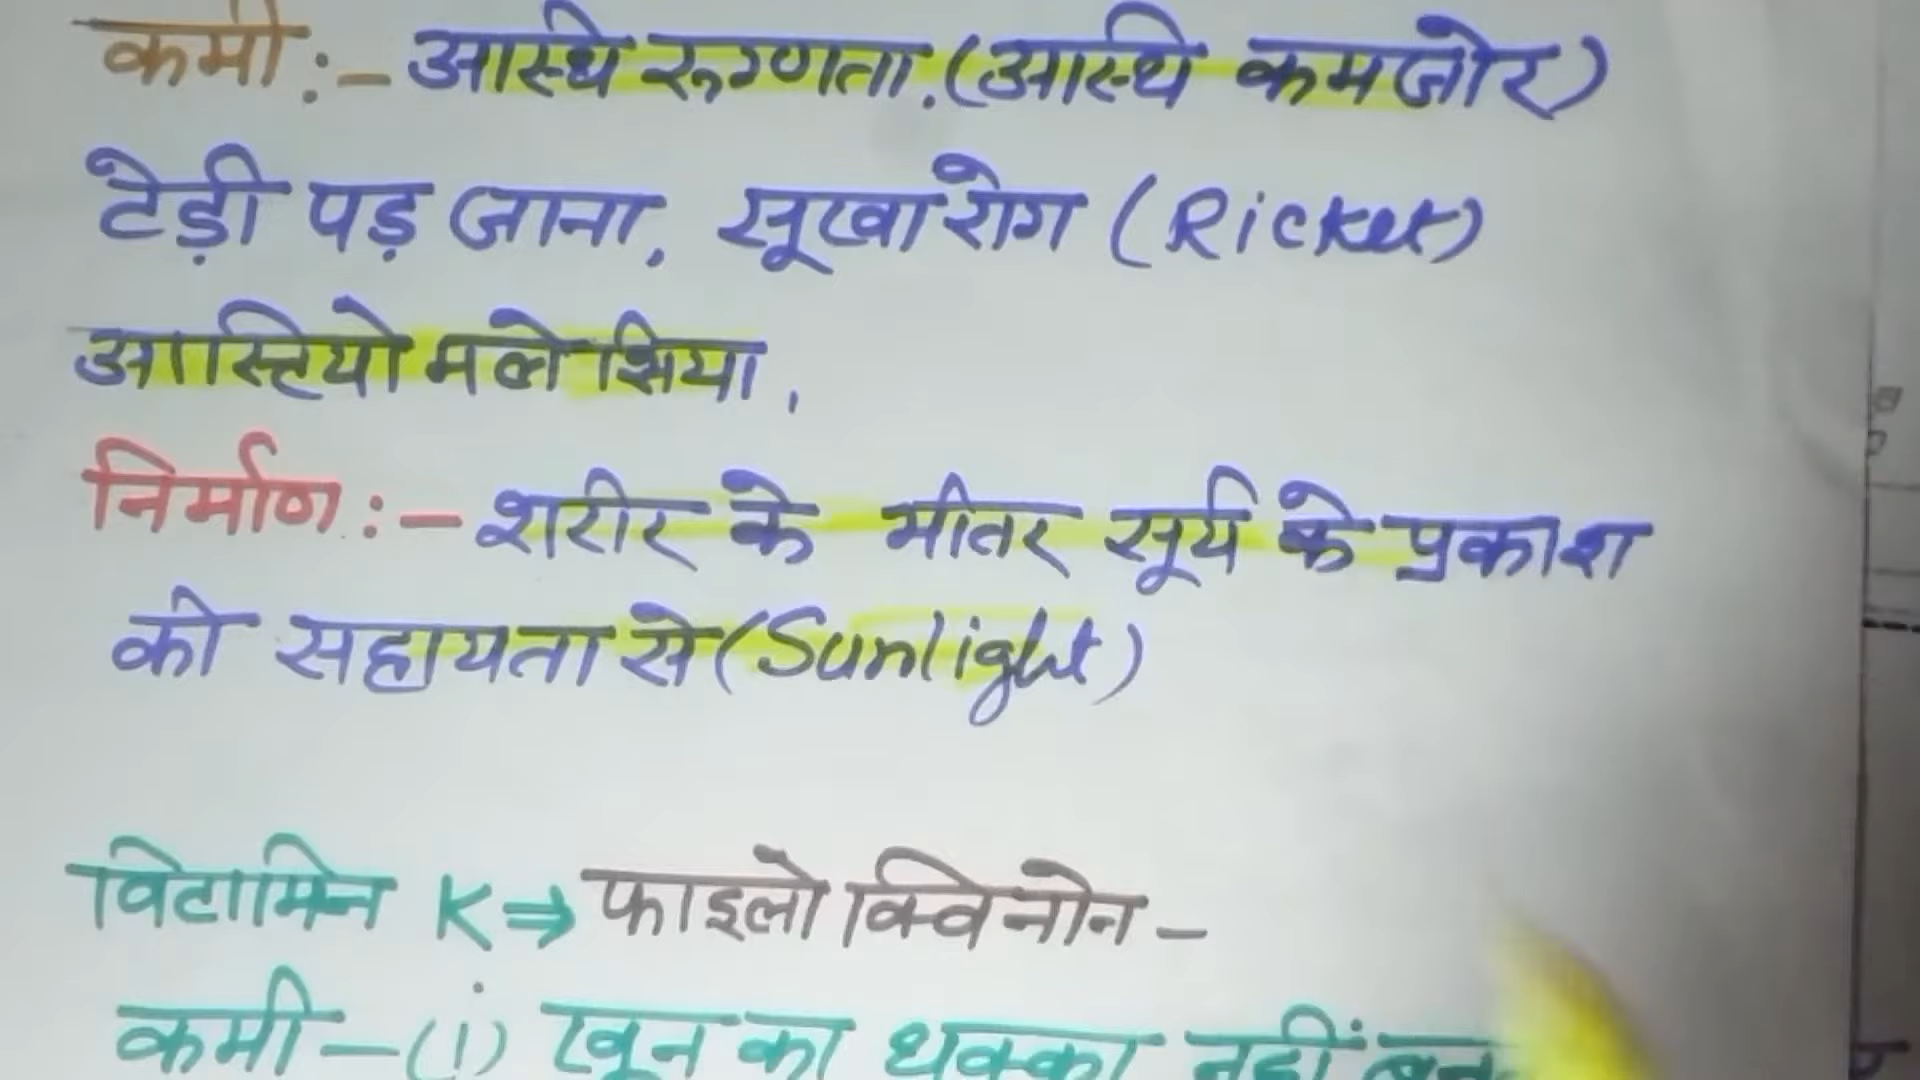 कमी:- आस्थि रुग्णता. (आस्थि कमजोर)
टेड़ी पड़ जाना, सूखा रोग (Ricket)
आस्टियोमलेशिया,
निर्माण :- शरीर के भीतर सूर्य के प्रकाश
की सहायता से (Sunlight)
विटामिन K ⇒ फाइलोक्विनोन -
कमी - (i) खून का थक्का नहीं